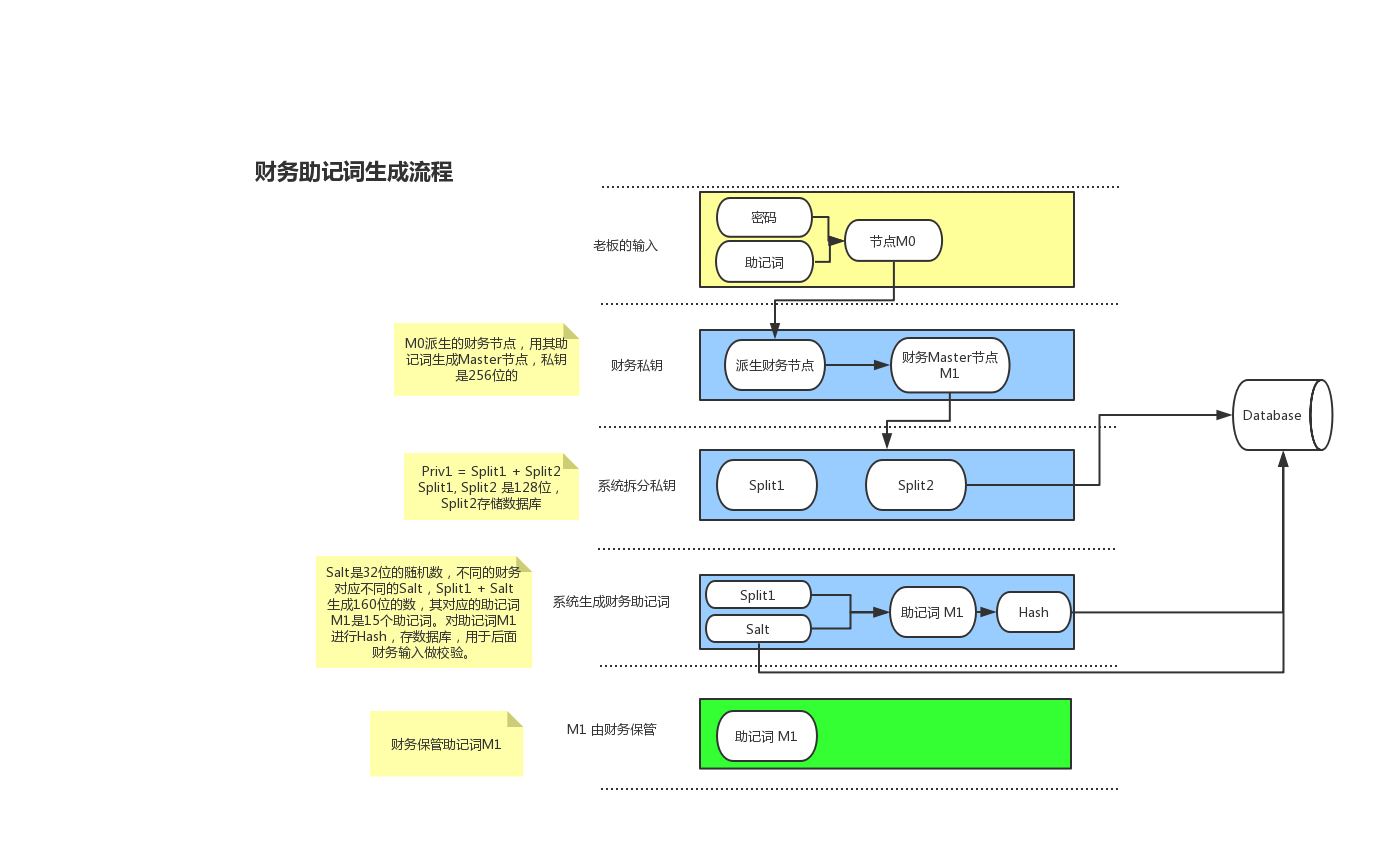 财务助记词生成流程
老板的输入
密码
助记词
节点M0
M0派生的财务节点，用其助
记词生成Master节点，私钥
是256位的
财务私钥
派生财务节点
财务Master节点
M1
Database
Priv1 = Split1 + Split2
Split1, Split2 是128位，
Split2存储数据库
系统拆分私钥
Split1
Split2
Salt是32位的随机数，不同的财务
对应不同的Salt，Split1 + Salt
生成160位的数，其对应的助记词
M1是15个助记词。对助记词M1
进行Hash，存数据库，用于后面
财务输入做校验。
系统生成财务助记词
Split1
Salt
助记词 M1
Hash
财务保管助记词M1
M1 由财务保管
助记词 M1